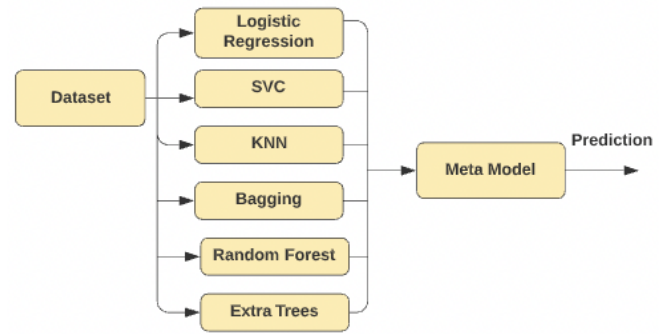 Logistic
Regression
Dataset
SVC
KNN
Bagging
Random Forest
Extra Trees
Meta Model
Prediction